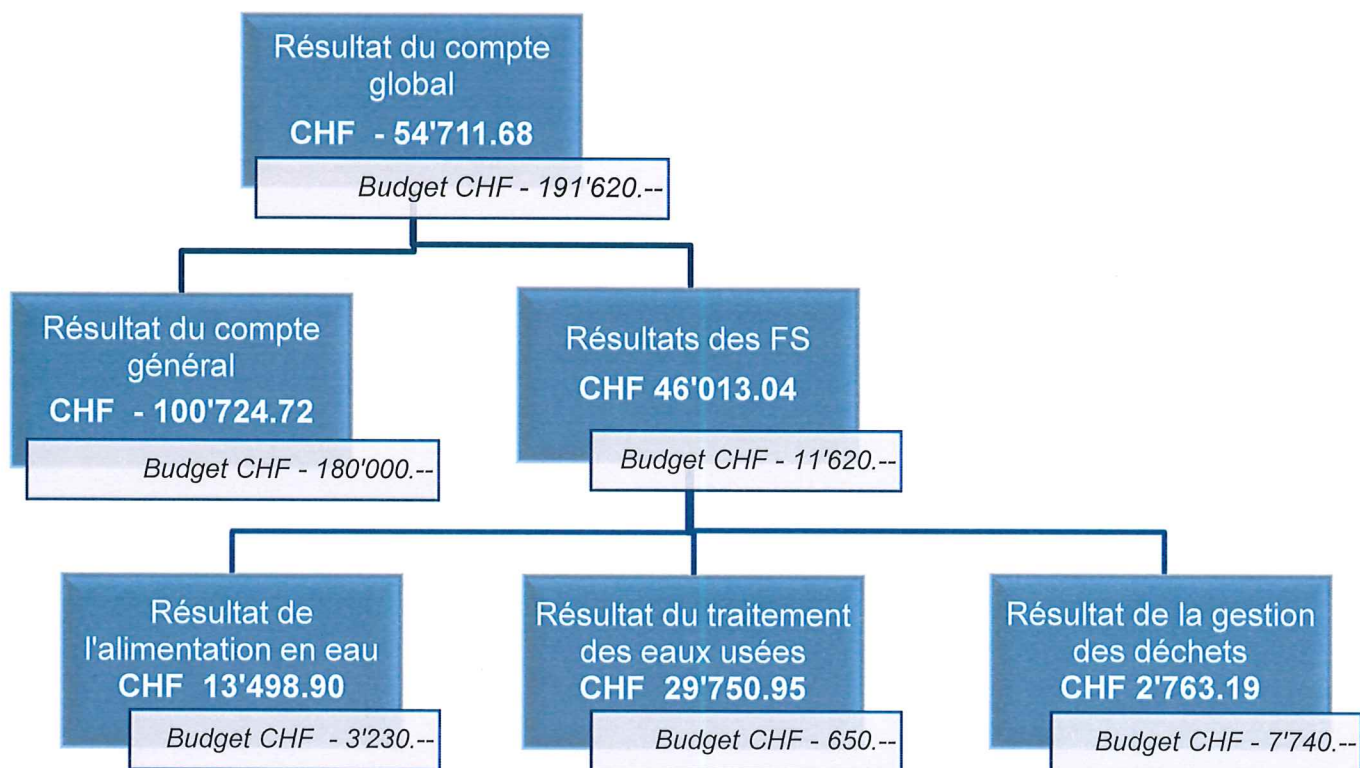 Résultat du compte
global
CHF - 54'711.68
Budget CHF - 191'620.--
Résultat du compte
général
CHF - 100'724.72
Budget CHF - 180'000.--
Résultats des FS
CHF 46'013.04
Budget CHF - 11'620.--
Résultat de
l'alimentation en eau
CHF 13'498.90
Budget CHF - 3'230.--
Résultat du traitement
des eaux usées
CHF 29'750.95
Budget CHF - 650.--
Résultat de la gestion
des déchets
CHF 2'763.19
Budget CHF - 7'740.--